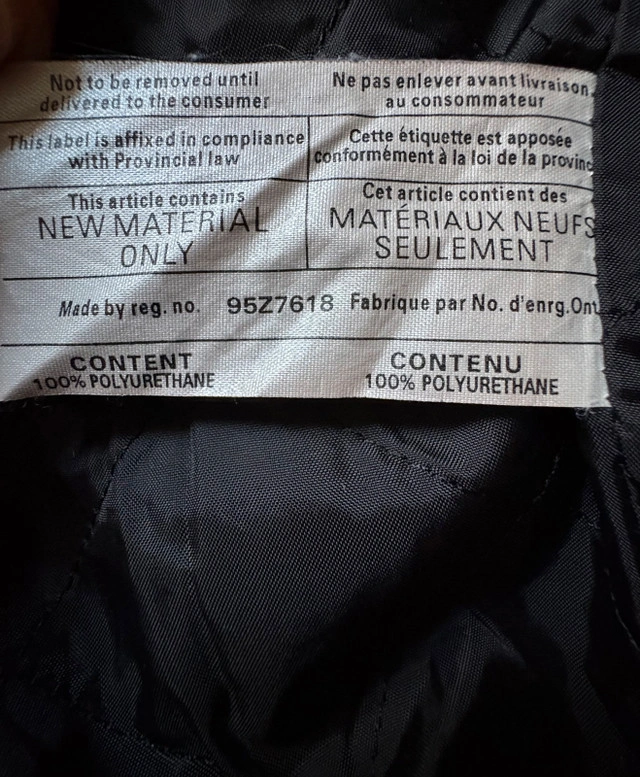 Not to be removed until
delivered to the consumer
Ne pas enlever avant livraison
au consommateur
This label is affixed in compliance
with Provincial law
Cette étiquette est apposée
conformément à la loi de la provinc
This article contains
NEW MATERIAL
ONLY
Cet article contient des
MATÉRIAUX NEUFS
SEULEMENT
Made by reg. no. 95Z7618 Fabrique par No. d'enrg.Ont
CONTENT
100% POLYURETHANE
CONTENU
100% POLYURETHANE